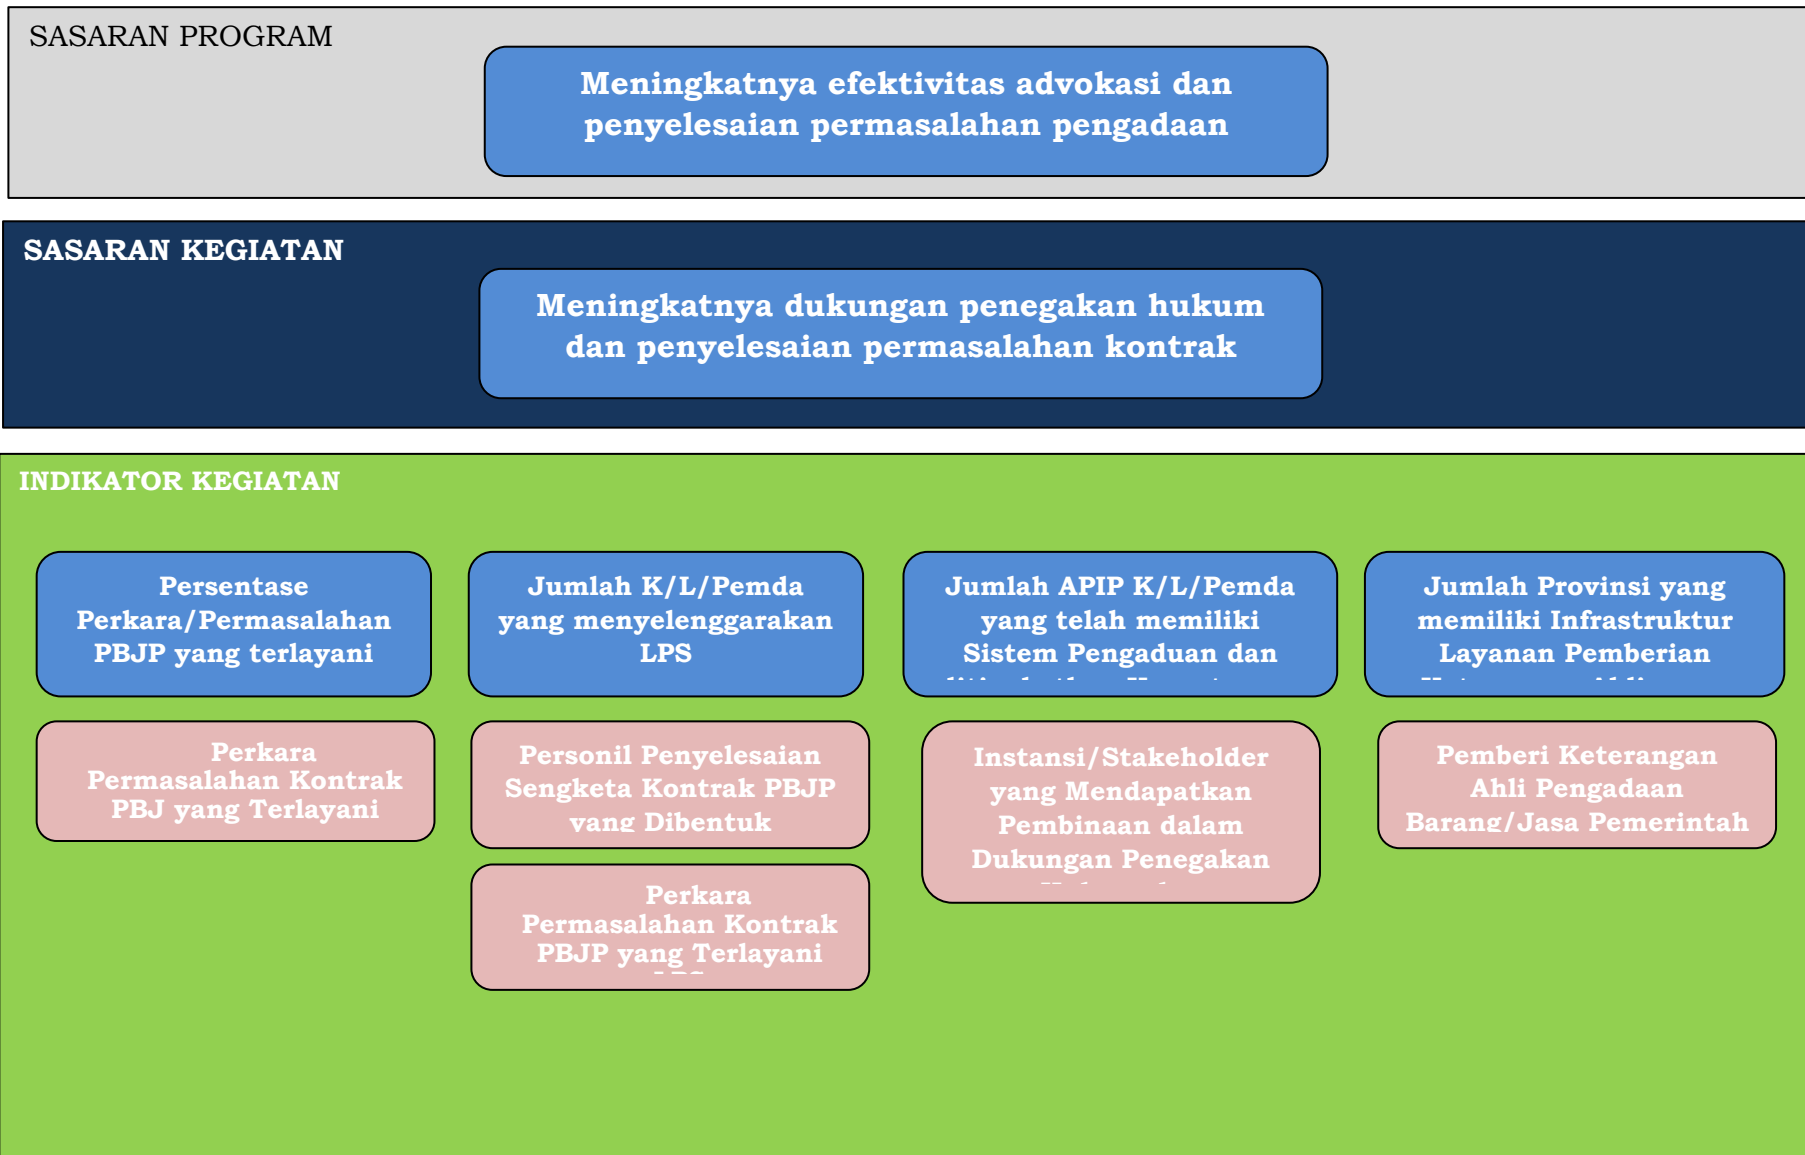 SASARAN PROGRAM
Meningkatnya efektivitas advokasi dan
penyelesaian permasalahan pengadaan
SASARAN KEGIATAN
Meningkatnya dukungan penegakan hukum
dan penyelesaian permasalahan kontrak
INDIKATOR KEGIATAN
Persentase
Perkara/Permasalahan
PBJP yang terlayani
Jumlah K/L/Pemda
yang menyelenggarakan
LPS
Jumlah APIP K/L/Pemda
yang telah memiliki
Sistem Pengaduan dan
Jumlah Provinsi yang
memiliki Infrastruktur
Layanan Pemberian
Perkara
Permasalahan Kontrak
PBJ yang Terlayani
Personil Penyelesaian
Sengketa Kontrak PBJP
yang Dibentuk
Perkara
Permasalahan Kontrak
PBJP yang Terlayani
Instansi/Stakeholder
yang Mendapatkan
Pembinaan dalam
Dukungan Penegakan
Pemberi Keterangan
Ahli Pengadaan
Barang/Jasa Pemerintah